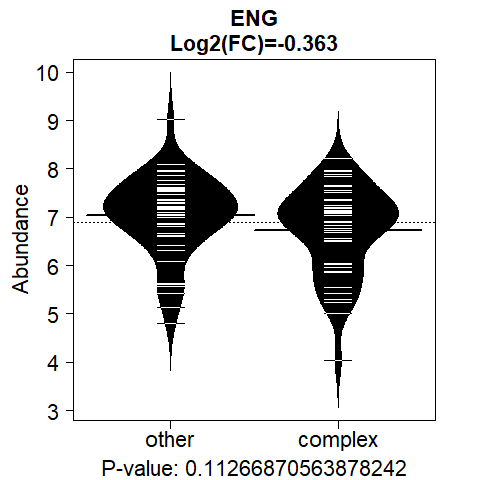 ENG
Log2(FC)=-0.363
Abundance
10
9
8
7
6
5
4
3
other complex
P-value: 0.11266870563878242